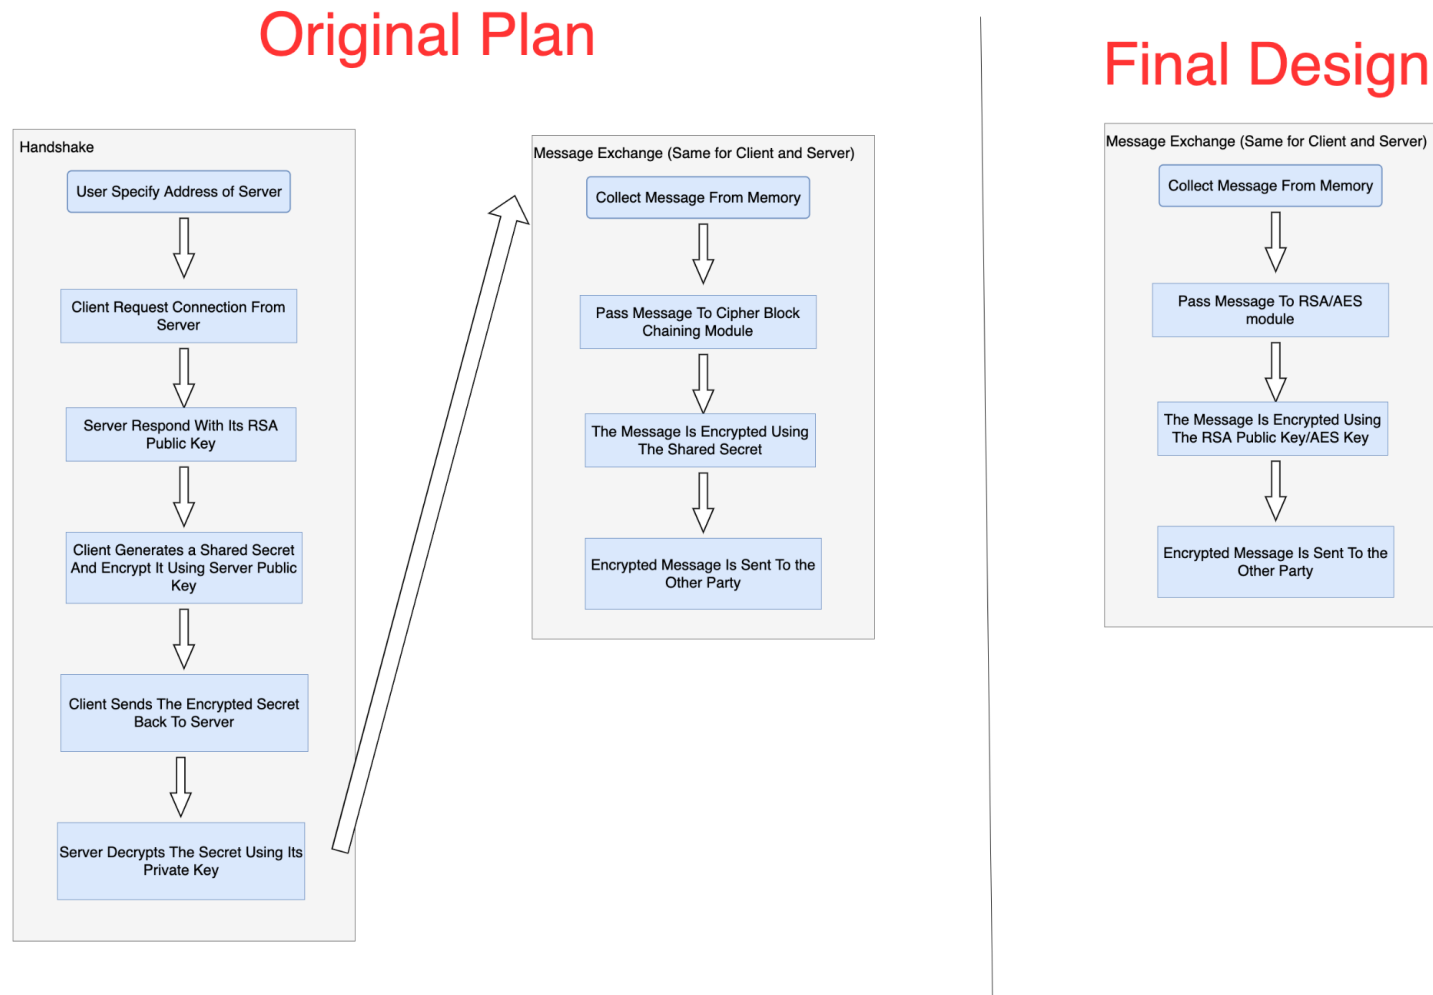 Original Plan
Handshake
User Specify Address of Server
Client Request Connection From
Server
Server Respond With Its RSA
Public Key
Client Generates a Shared Secret
And Encrypt It Using Server Public
Key
Client Sends The Encrypted Secret
Back To Server
Server Decrypts The Secret Using Its
Private Key
Message Exchange (Same for Client and Server)
Collect Message From Memory
Pass Message To Cipher Block
Chaining Module
The Message Is Encrypted Using
The Shared Secret
Encrypted Message Is Sent To the
Other Party
Final Design
Message Exchange (Same for Client and Server)
Collect Message From Memory
Pass Message To RSA/AES
module
The Message Is Encrypted Using
The RSA Public Key/AES Key
Encrypted Message Is Sent To the
Other Party